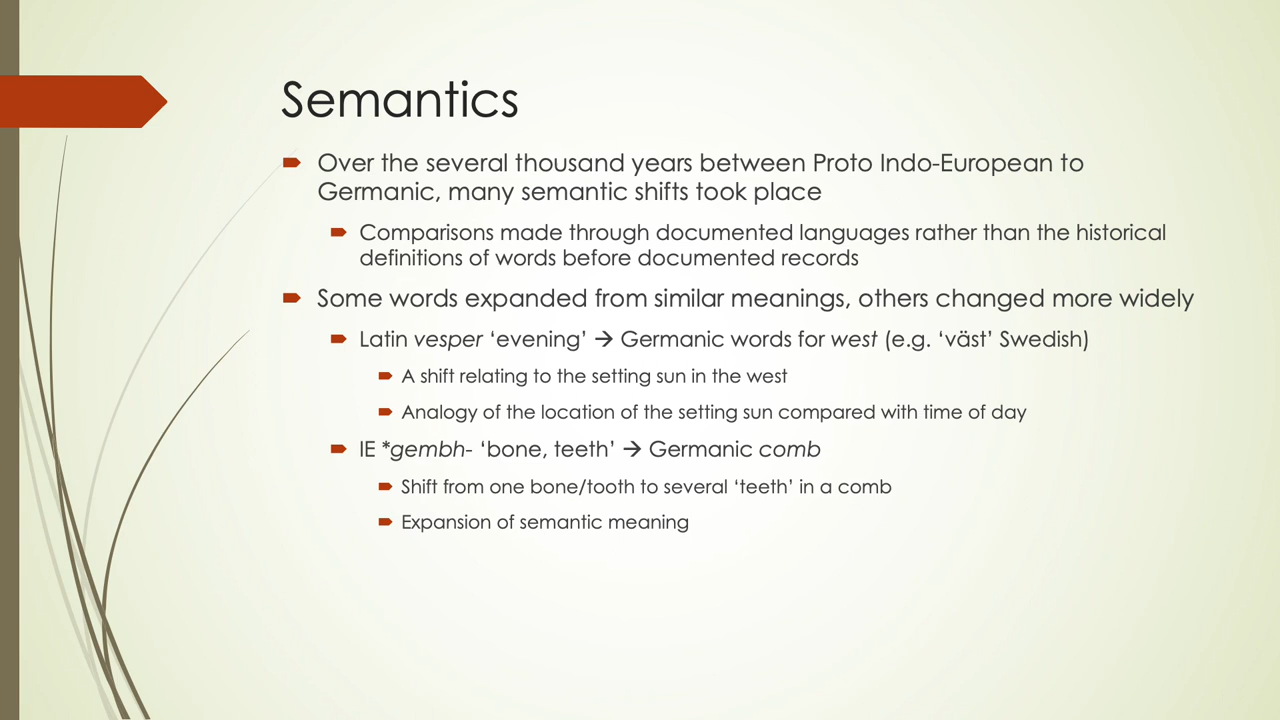 Semantics
Over the several thousand years between Proto Indo-European to
Germanic, many semantic shifts took place
Comparisons made through documented languages rather than the historical
definitions of words before documented records
Some words expanded from similar meanings, others changed more widely
Latin vesper ‘evening’ → Germanic words for west (e.g. ‘väst’ Swedish)
A shift relating to the setting sun in the west
Analogy of the location of the setting sun compared with time of day
IE *gembh- ‘bone, teeth’ → Germanic comb
Shift from one bone/tooth to several ‘teeth’ in a comb
Expansion of semantic meaning